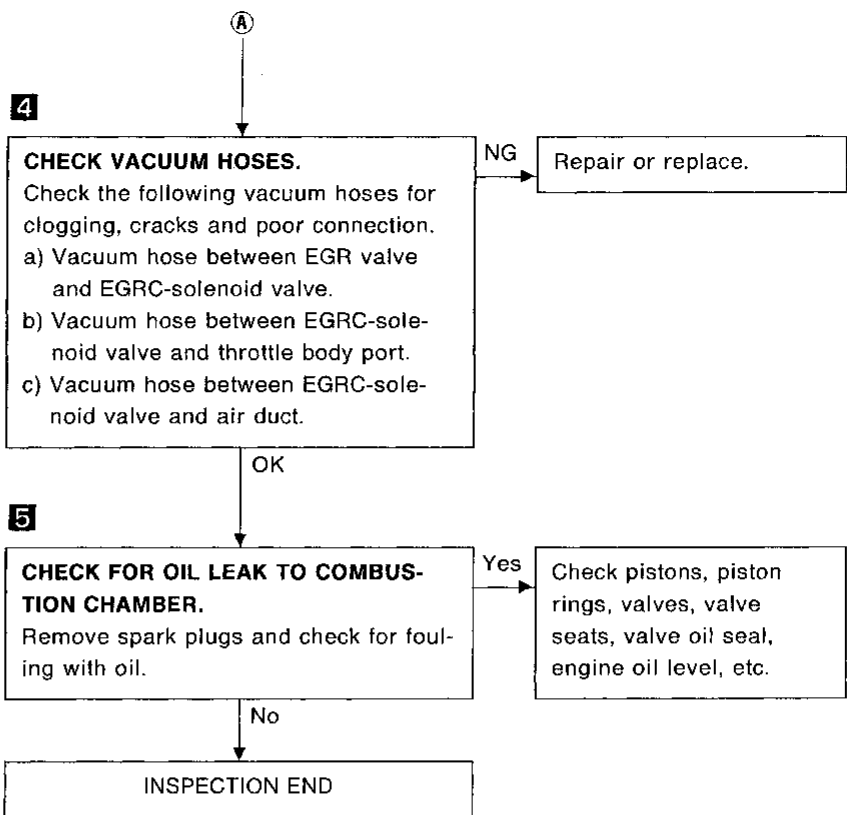 Ⓐ
4
CHECK VACUUM HOSES.
Check the following vacuum hoses for
clogging, cracks and poor connection.
a) Vacuum hose between EGR valve
and EGRC-solenoid valve.
b) Vacuum hose between EGRC-sole-
noid valve and throttle body port.
c) Vacuum hose between EGRC-sole-
noid valve and air duct.
NG
Repair or replace.
OK
5
CHECK FOR OIL LEAK TO COMBUS-
TION CHAMBER.
Remove spark plugs and check for foul-
ing with oil.
Yes
Check pistons, piston
rings, valves, valve
seats, valve oil seal,
engine oil level, etc.
No
INSPECTION END